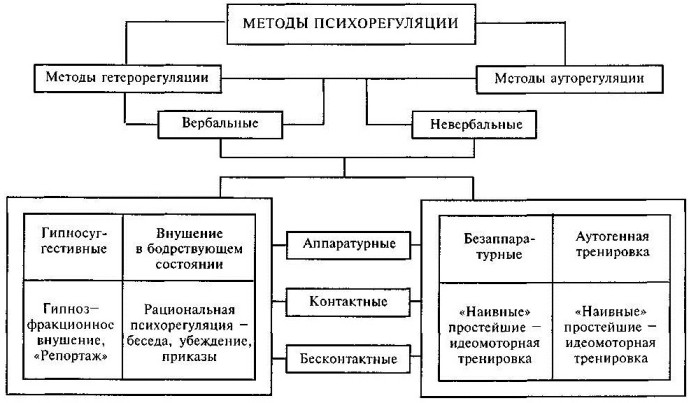 МЕТОДЫ ПСИХОРЕГУЛЯЦИИ
Методы гетерорегуляции
Методы ауторегуляции
Вербальные
Невербальные
Гипносуг-
гестивные
Внушение
в бодрствующем
состоянии
Гипноз-
фракционное
внушение,
«Репортаж»
Рациональная
психорегуляция –
беседа, убеждение,
приказы
Аппаратурные
Контактные
Бесконтактные
Безаппара-
турные
Аутогенная
тренировка
«Наивные»
простейшие –
идеомоторная
тренировка
«Наивные»
простейшие –
идеомоторная
тренировка